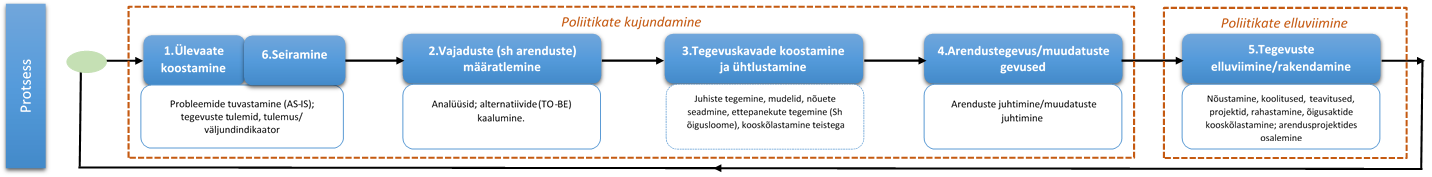 Protsess
Poliitikate kujundamine
1.Ülevaate
koostamine
6.Seiramine
Probleemide tuvastamine (AS-IS);
tegevuste tulemid, tulemus/
väljundindikaator
2.Vajaduste (sh arenduste)
määratlemine
Analüüsid; alternatiivide (TO-BE)
kaalumine.
3.Tegevuskavade koostamine
ja ühtlustamine
Juhiste tegemine, mudelid, nõuete
seadmine, ettepanekute tegemine (Sh
õigusloome), kooskõlastamine teistega
4.Arendustegevus/muudatuste
gevused
Arenduste juhtimine/muudatuste
juhtimine
Poliitikate elluviimine
5.Tegevuste
elluviimine/rakendamine
Nõustamine, koolitused, teavitused,
projektid, rahastamine, õigusaktide
kooskõlastamine; arendusprojektides
osalemine